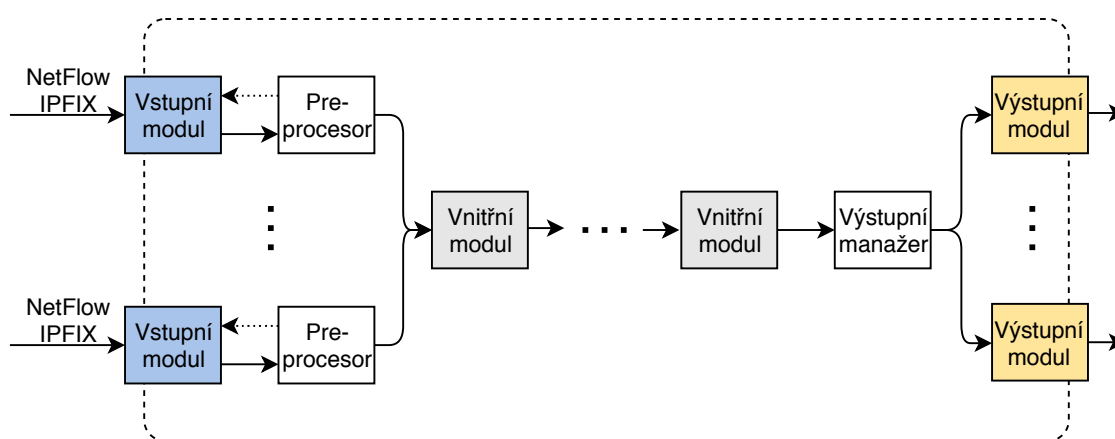 NetFlow
IPFIX
Vstupní
modul
Pre-
procesor
Výstupní
modul
Vnitřní
modul
Vnitřní
modul
Výstupní
manažer
NetFlow
IPFIX
Vstupní
modul
Pre-
procesor
Výstupní
modul